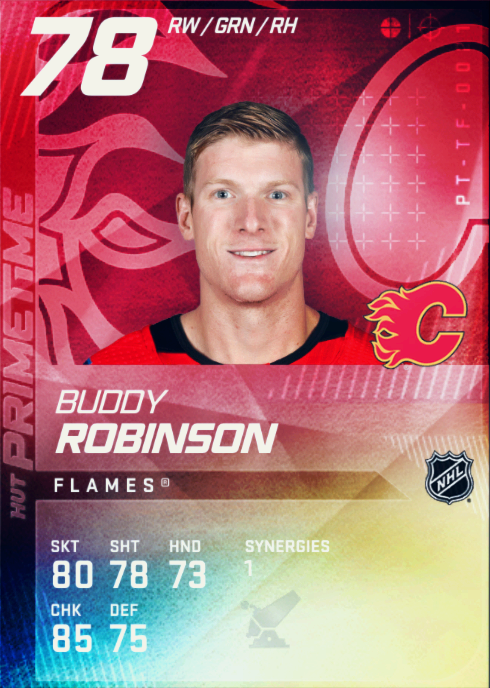 78
RW / GRN / RH
PT-TF-001
HUT PRIMETIME
BUDDY
ROBINSON
FLAMES®
NHL
SKT SHT HND SYNERGIES
80 78 73 1
CHK DEF
85 75